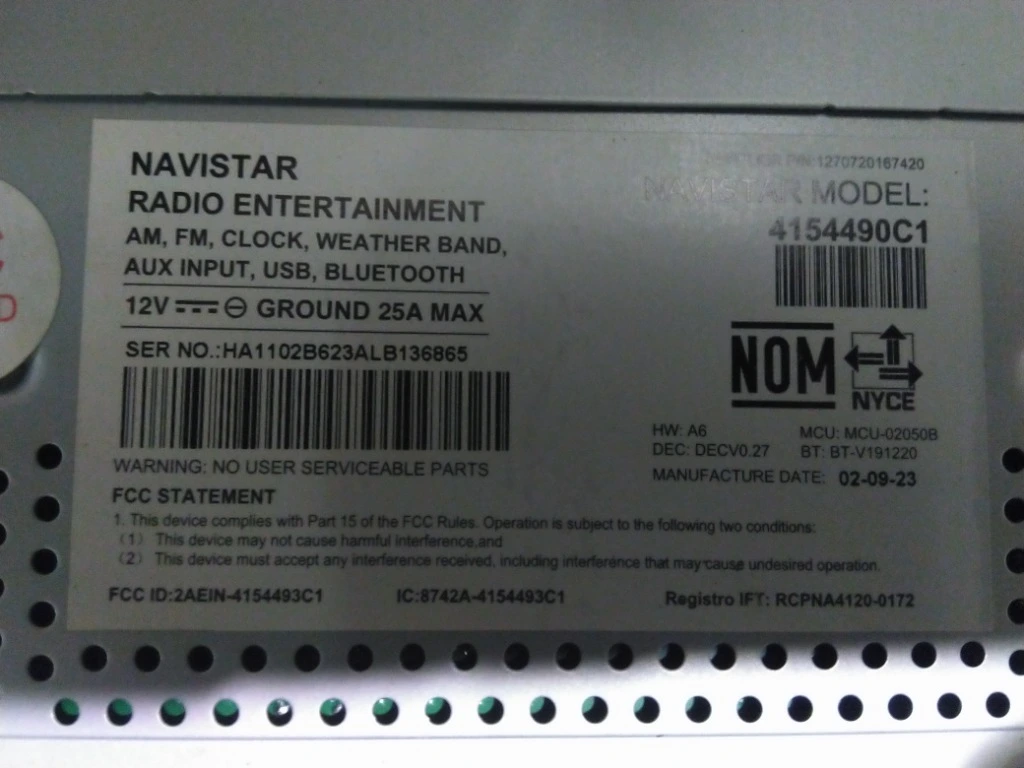 NAVISTAR
RADIO ENTERTAINMENT
AM, FM, CLOCK, WEATHER BAND,
AUX INPUT, USB, BLUETOOTH
12V GROUND 25A MAX
SER NO.:HA1102B623ALB136865
WARNING: NO USER SERVICEABLE PARTS
P/N:1270720167420
NAVISTAR MODEL:
4154490C1
NOM
NYCE
HW: A6 MCU: MCU-02050B
DEC: DECV0.27 BT: BT-V191220
MANUFACTURE DATE: 02-09-23
FCC STATEMENT
1. This device complies with Part 15 of the FCC Rules. Operation is subject to the following two conditions:
(1) This device may not cause harmful interference,and
(2) This device must accept any interference received, including interference that may cause undesired operation.
FCC ID:2AEIN-4154493C1 IC:8742A-4154493C1 Registro IFT: RCPNA4120-0172
D